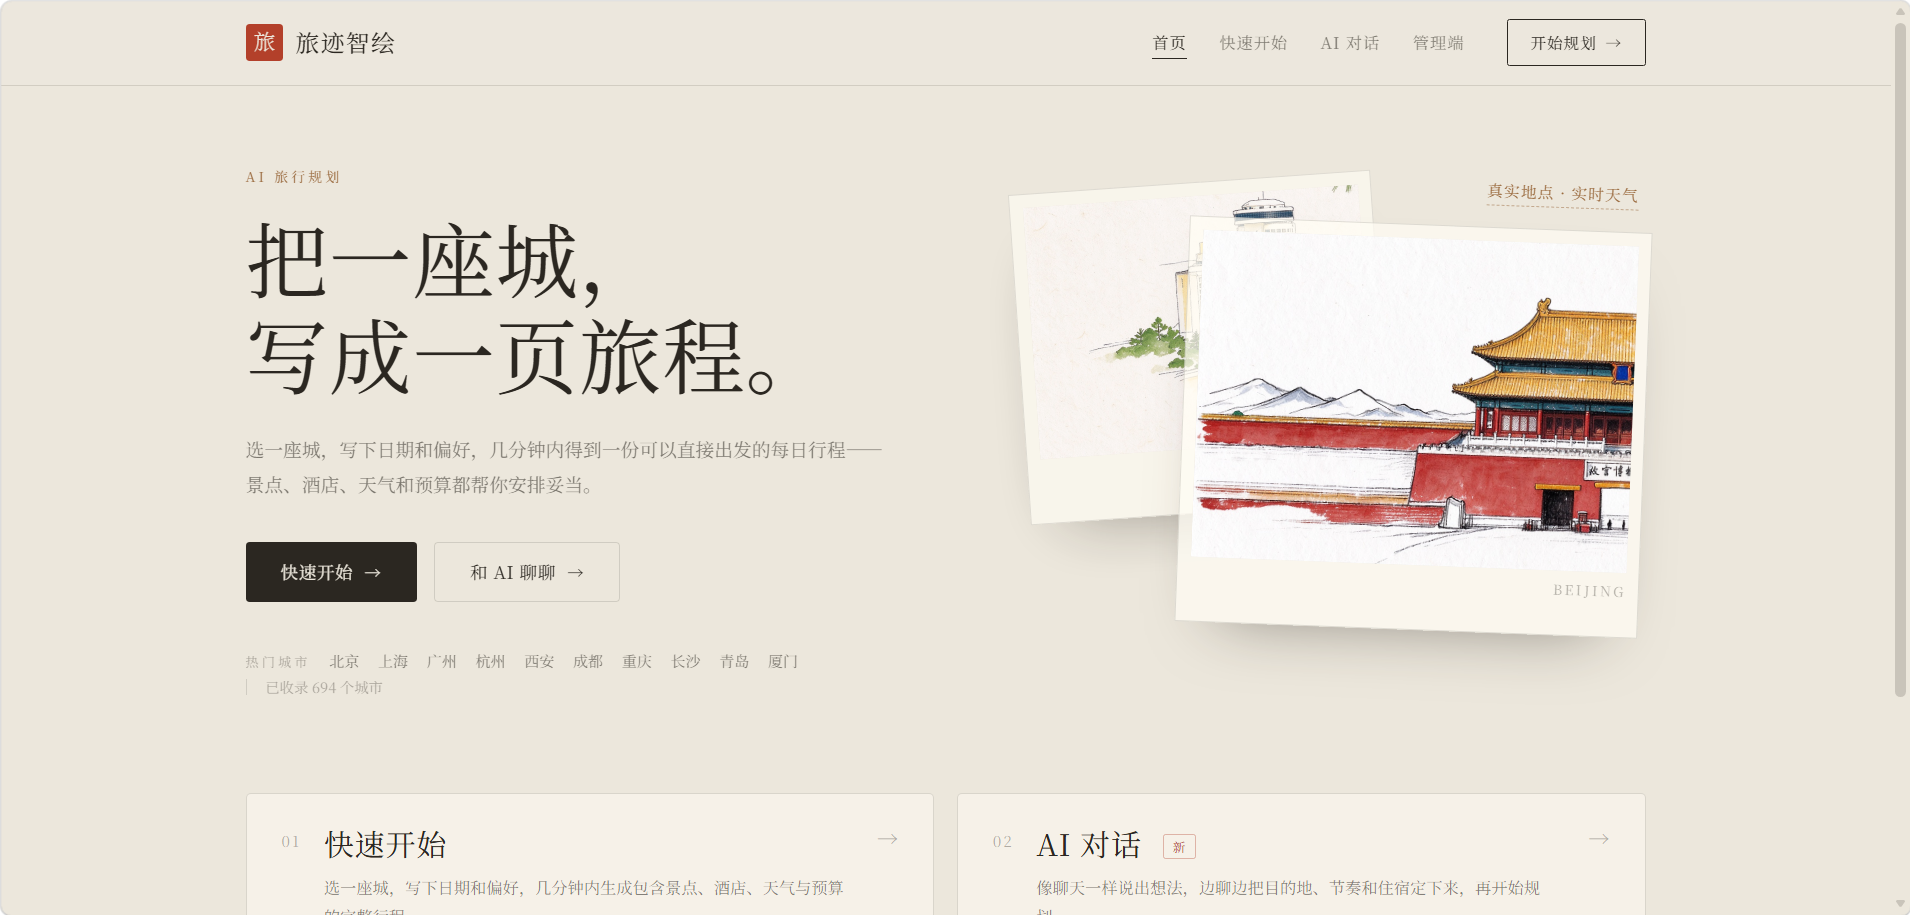 旅 旅迹智绘
首页 快速开始 AI 对话 管理端 开始规划 →
AI 旅行规划
把一座城，
写成一页旅程。
选一座城，写下日期和偏好，几分钟内得到一份可以直接出发的每日行程——
景点、酒店、天气和预算都帮你安排妥当。
快速开始 →
和 AI 聊聊 →
热门城市 北京 上海 广州 杭州 西安 成都 重庆 长沙 青岛 厦门
已收录 694 个城市
真实地点 · 实时天气
故宫博
BEIJING
01 快速开始 →
选一座城，写下日期和偏好，几分钟内生成包含景点、酒店、天气与预算
02 AI 对话 新 →
像聊天一样说出想法，边聊边把目的地、节奏和住宿定下来，再开始规